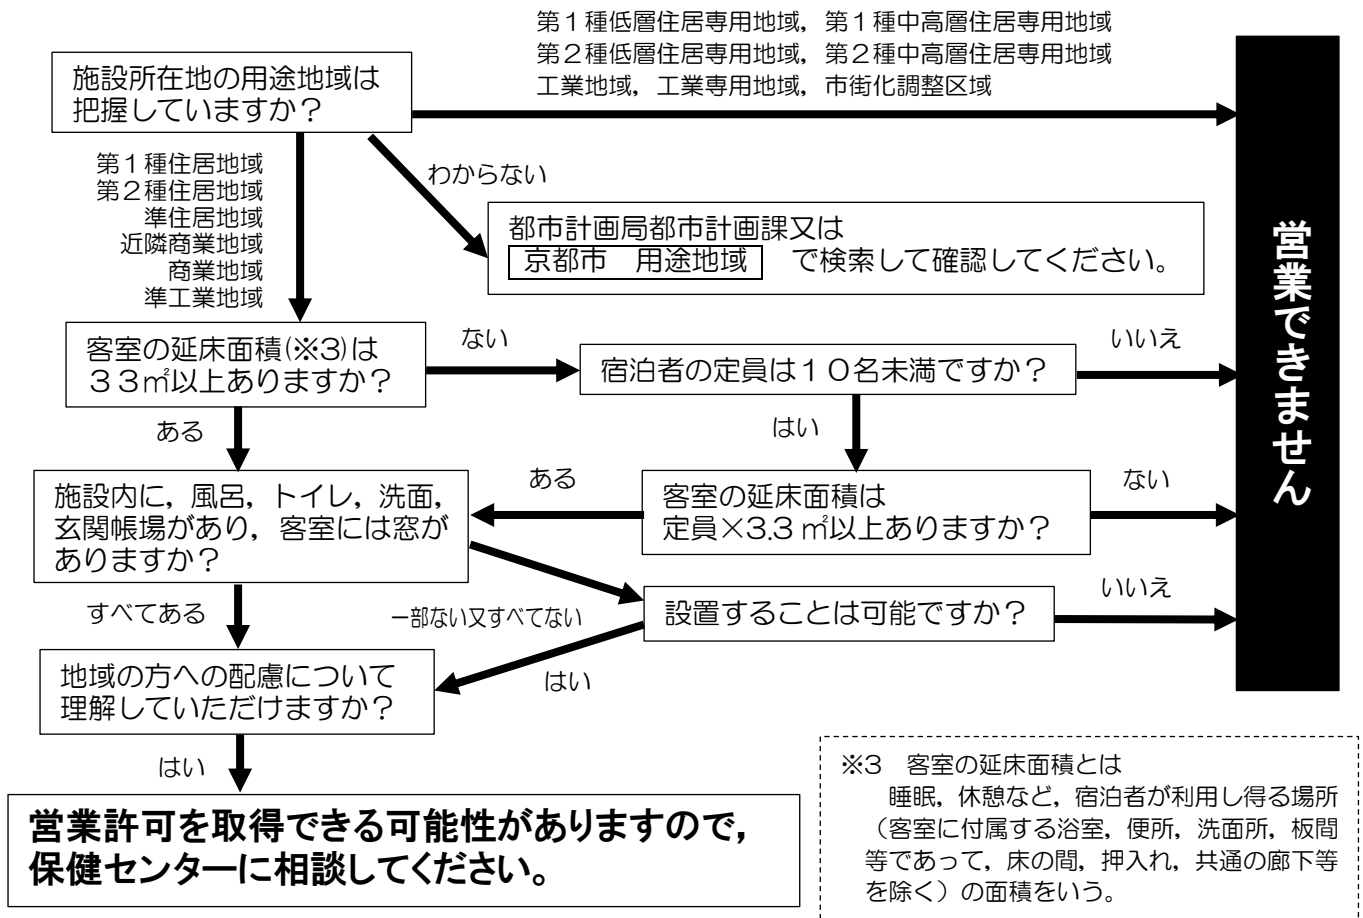 第１種低層住居専用地域，第１種中高層住居専用地域
第２種低層住居専用地域，第２種中高層住居専用地域
工業地域，工業専用地域，市街化調整区域
施設所在地の用途地域は
把握していますか？
第１種住居地域
第２種住居地域
準住居地域
近隣商業地域
商業地域
準工業地域
わからない
都市計画局都市計画課又は
京都市　用途地域　で検索して確認してください。
営業できません
客室の延床面積(※3)は
３３㎡以上ありますか？
ない
宿泊者の定員は１０名未満ですか？
いいえ
ある
はい
施設内に，風呂，トイレ，洗面，
玄関帳場があり，客室には窓が
ありますか？
ある
客室の延床面積は
定員×3.3 ㎡以上ありますか？
ない
すべてある
一部ない又すべてない
設置することは可能ですか？
いいえ
はい
地域の方への配慮について
理解していただけますか？
はい
営業許可を取得できる可能性がありますので，
保健センターに相談してください。
※3　客室の延床面積とは
睡眠，休憩など，宿泊者が利用し得る場所
（客室に付属する浴室，便所，洗面所，板間
等であって，床の間，押入れ，共通の廊下等
を除く）の面積をいう。